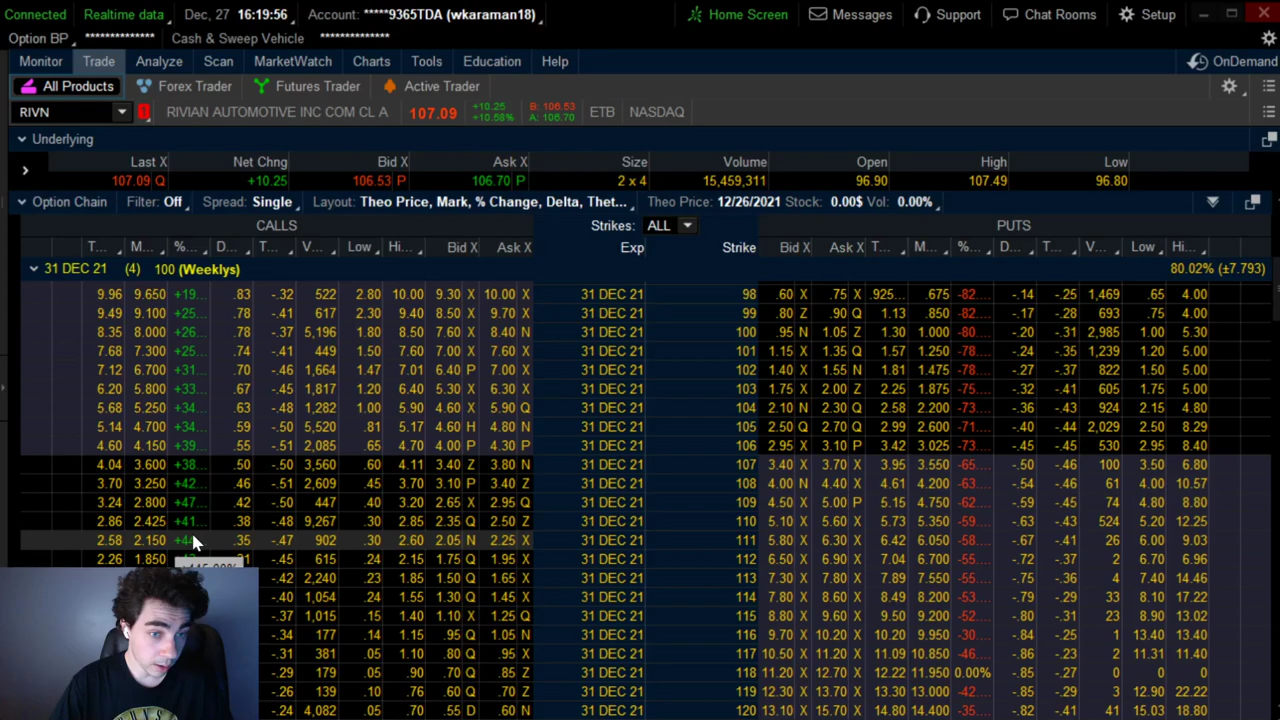 Connected Realtime data Dec, 27 16:19:56 Account: *****9365TDA (wkaraman18) Home Screen Messages Support Chat Rooms Setup
Option BP ************** Cash & Sweep Vehicle **************
Monitor Trade Analyze Scan MarketWatch Charts Tools Education Help OnDemand
All Products Forex Trader Futures Trader Active Trader
RIVN RIVIAN AUTOMOTIVE INC COM CL A 107.09 +10.25 +10.58% B: 106.53 A: 106.70 ETB NASDAQ
Underlying
Last X Net Chng Bid X Ask X Size Volume Open High Low
107.09 Q +10.25 106.53 P 106.70 P 2 x 4 15,459,311 96.90 107.49 96.80
Option Chain Filter: Off Spread: Single Layout: Theo Price, Mark, % Change, Delta, Thet... Theo Price: 12/26/2021 Stock: 0.00$ Vol: 0.00%
CALLS Strikes: ALL PUTS
T... M... %... D... T... V... Low Hi... Bid X Ask X Exp Strike Bid X Ask X T... M... %... D... T... V... Low Hi...
31 DEC 21 (4) 100 (Weeklys) 80.02% (±7.793)
9.96 9.650 +19... .83 -.32 522 2.80 10.00 9.30 X 10.00 X 31 DEC 21 98 .60 X .75 X .925... .675 -82.... -.14 -.25 1,469 .65 4.00
9.49 9.100 +25... .78 -.41 617 2.30 9.40 8.50 X 9.70 X 31 DEC 21 99 .80 Z .90 Q 1.13 .850 -82.... -.17 -.28 693 .75 4.00
8.35 8.000 +26... .78 -.37 5,196 1.80 8.50 7.60 X 8.40 N 31 DEC 21 100 .95 N 1.05 Z 1.30 1.000 -80.... -.20 -.31 2,985 1.00 5.30
7.68 7.300 +25... .74 -.41 449 1.50 7.60 7.00 X 7.60 X 31 DEC 21 101 1.15 X 1.35 Q 1.57 1.250 -78.... -.24 -.35 1,239 1.20 5.00
7.12 6.700 +31... .70 -.46 1,664 1.47 7.01 6.40 P 7.00 X 31 DEC 21 102 1.40 X 1.55 N 1.81 1.475 -78.... -.27 -.37 822 1.50 5.00
6.20 5.800 +33... .67 -.45 1,817 1.20 6.40 5.30 X 6.30 X 31 DEC 21 103 1.75 X 2.00 Z 2.25 1.875 -75.... -.32 -.41 605 1.75 5.00
5.68 5.250 +34... .63 -.48 1,282 1.00 5.90 4.60 X 5.90 Q 31 DEC 21 104 2.10 N 2.30 Q 2.58 2.200 -73.... -.36 -.43 924 2.15 4.80
5.14 4.700 +34... .59 -.50 5,520 .81 5.17 4.60 H 4.80 N 31 DEC 21 105 2.50 Q 2.70 Q 2.99 2.600 -71.... -.40 -.44 2,029 2.15 8.29
4.60 4.150 +39... .55 -.51 2,085 .65 4.70 4.00 P 4.30 P 31 DEC 21 106 2.95 X 3.10 P 3.42 3.025 -73.... -.45 -.45 530 2.95 8.40
4.04 3.600 +38... .50 -.50 3,560 .60 4.11 3.40 Z 3.80 N 31 DEC 21 107 3.40 X 3.70 X 3.95 3.550 -65.... -.50 -.46 100 3.50 6.80
3.70 3.250 +42... .46 -.51 2,609 .45 3.70 3.10 P 3.40 Z 31 DEC 21 108 4.00 N 4.40 X 4.61 4.200 -63.... -.54 -.46 61 4.00 10.57
3.24 2.800 +47... .42 -.50 447 .40 3.20 2.65 X 2.95 Q 31 DEC 21 109 4.50 X 5.00 P 5.15 4.750 -62.... -.59 -.45 74 4.80 8.80
2.86 2.425 +41... .38 -.48 9,267 .30 2.85 2.35 Q 2.50 Z 31 DEC 21 110 5.10 X 5.60 X 5.73 5.350 -59.... -.63 -.43 524 5.20 12.25
2.58 2.150 +44... .35 -.47 902 .30 2.60 2.05 N 2.25 X 31 DEC 21 111 5.80 X 6.30 X 6.42 6.050 -58.... -.67 -.41 26 6.00 9.03
2.26 1.850 -.45 615 .24 2.15 1.75 Q 1.95 X 31 DEC 21 112 6.30 X 7.10 X 7.04 6.700 -55.... -.72 -.37 2 6.76 8.91
-.42 2,240 .23 1.85 1.50 Q 1.65 X 31 DEC 21 113 7.30 X 7.80 X 7.89 7.550 -55.... -.75 -.36 4 7.40 14.46
-.40 1,054 .24 1.55 1.30 Q 1.45 X 31 DEC 21 114 7.80 X 8.60 X 8.49 8.200 -53.... -.79 -.29 33 8.10 17.22
-.37 1,015 .15 1.40 1.10 X 1.30 Q 31 DEC 21 115 8.80 X 9.60 X 9.50 9.200 -52.... -.80 -.31 23 8.90 13.02
-.34 177 .14 1.15 .95 Q 1.05 N 31 DEC 21 116 9.70 X 10.20 X 10.20 9.950 -30.... -.84 -.25 1 13.40 13.40
-.31 381 .05 1.10 .80 Q .95 X 31 DEC 21 117 10.50 X 11.20 X 11.09 10.850 -46.... -.86 -.23 2 11.31 11.40
-.29 179 .11 .90 .70 Q .85 Z 31 DEC 21 118 11.20 X 12.70 X 12.22 11.950 0.00% -.85 -.27 0 0 0
-.26 139 .10 .76 .60 Q .70 Z 31 DEC 21 119 12.30 X 13.70 X 13.30 13.000 -42.... -.85 -.29 3 12.90 22.22
-.24 4,082 .05 .70 .55 D .60 N 31 DEC 21 120 13.10 X 15.70 X 14.80 14.400 -35.... -.82 -.41 41 15.03 18.80